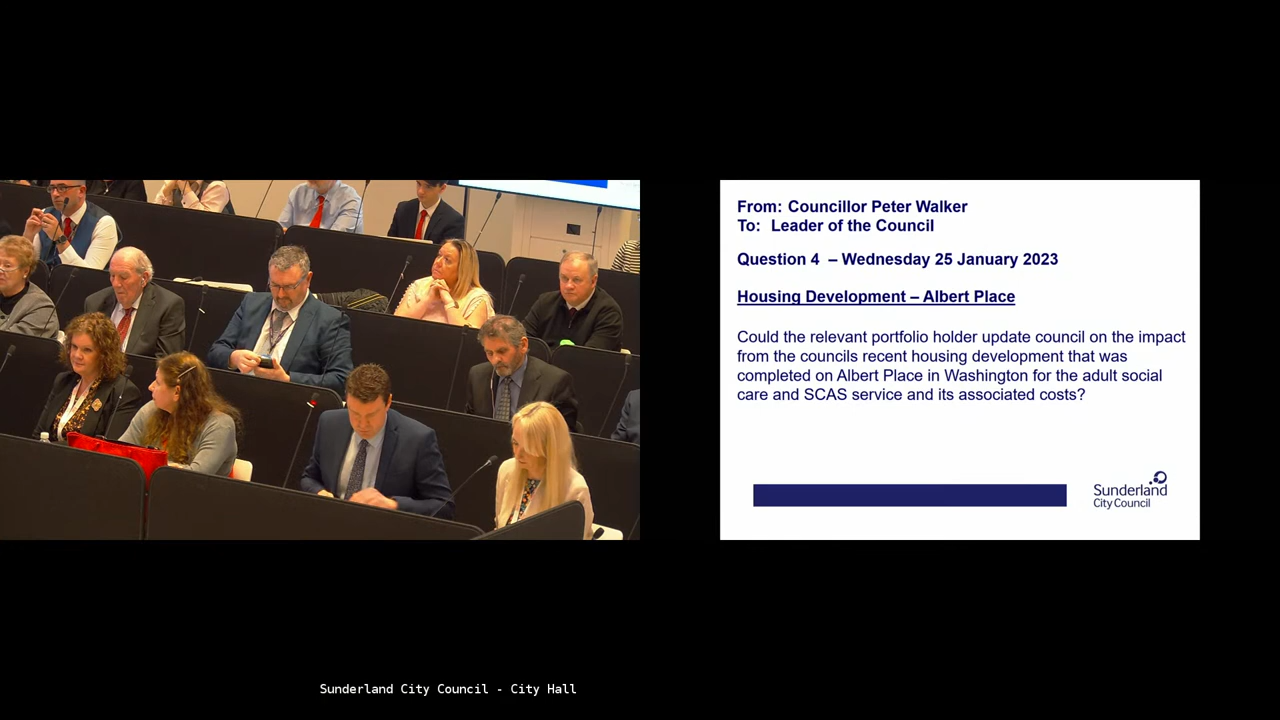 From: Councillor Peter Walker
To: Leader of the Council
Question 4 – Wednesday 25 January 2023
Housing Development – Albert Place
Could the relevant portfolio holder update council on the impact
from the councils recent housing development that was
completed on Albert Place in Washington for the adult social
care and SCAS service and its associated costs?
Sunderland
City Council
Sunderland City Council - City Hall